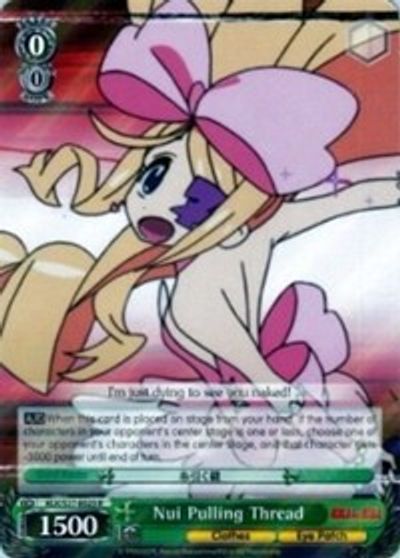 0
0
I'm just dying to see you naked!
AUTO When this card is placed on stage from your hand, if the number of
characters in your opponent's center stage is one or less, choose one of
your opponent's characters in the center stage, and that character gets
-1000 power until end of turn.
1500
Nui Pulling Thread
Clothes
Eye Patch